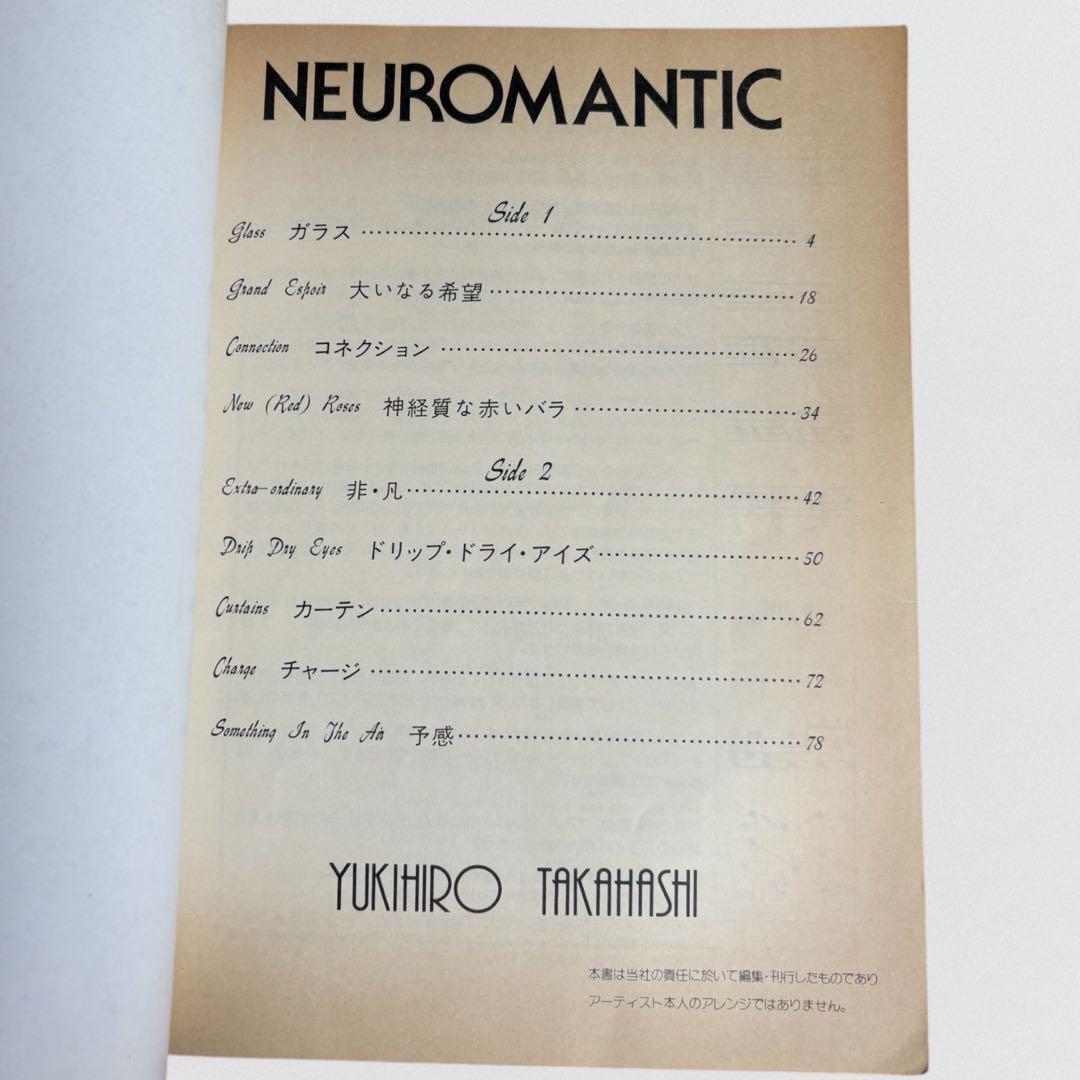 NEUROMANTIC
Side 1
Glass ガラス 4
Grand Espoir 大いなる希望 18
Connection コネクション 26
New (Red) Roses 神経質な赤いバラ 34
Side 2
Extra-ordinary 非・凡 42
Drip Dry Eyes ドリップ・ドライ・アイズ 50
Curtains カーテン 62
Charge チャージ 72
Something In The Air 予感 78
YUKIHIRO TAKAHASHI
本書は当社の責任に於いて編集・刊行したものであり
アーティスト本人のアレンジではありません。